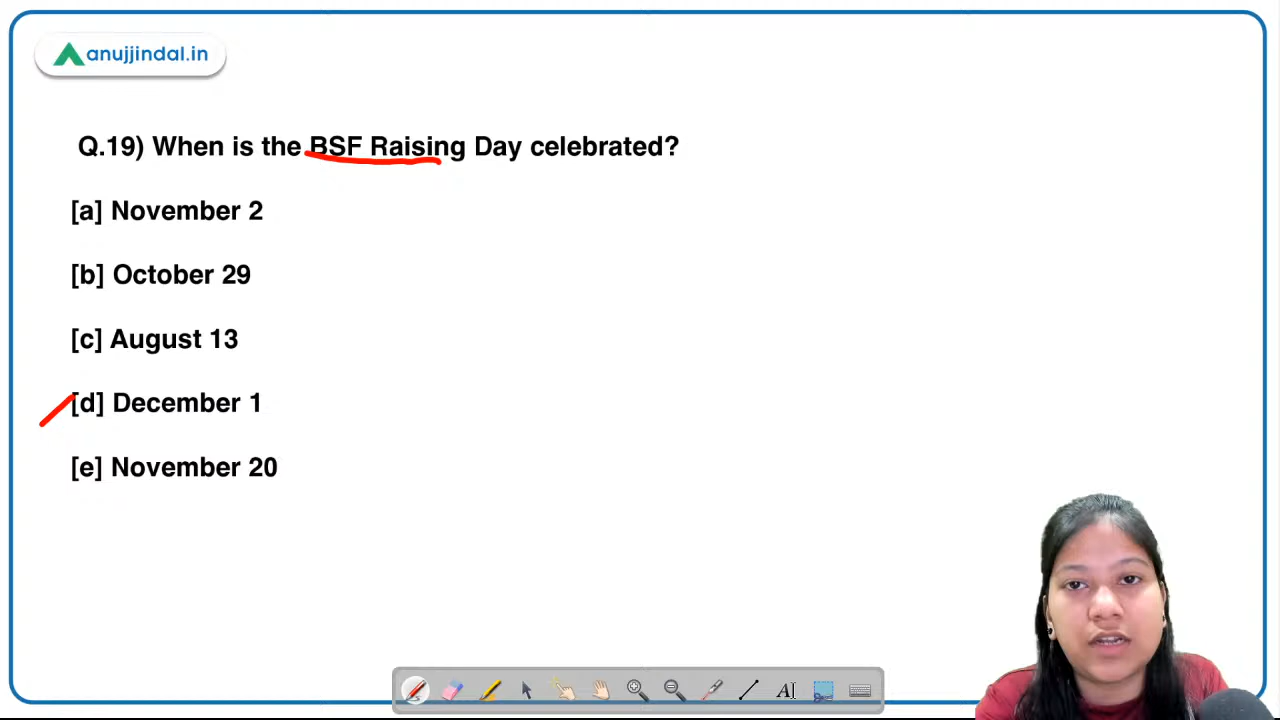 anujjindal.in
Q.19) When is the BSF Raising Day celebrated?
[a] November 2
[b] October 29
[c] August 13
[d] December 1
[e] November 20
A